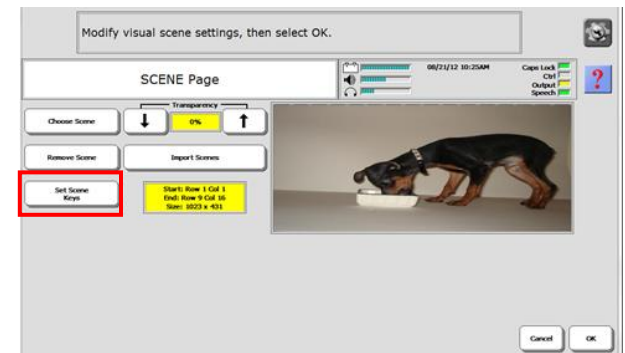 Modify visual scene settings, then select OK.
SCENE Page
08/21/12 10:25AM
Caps Lock
Ctrl
Output
Speech
?
Transparency
Choose Scene
0%
Remove Scene
Import Scenes
Set Scene
Keys
Start: Row 1 Col 1
End: Row 9 Col 16
Size: 1023 x 431
Cancel
OK